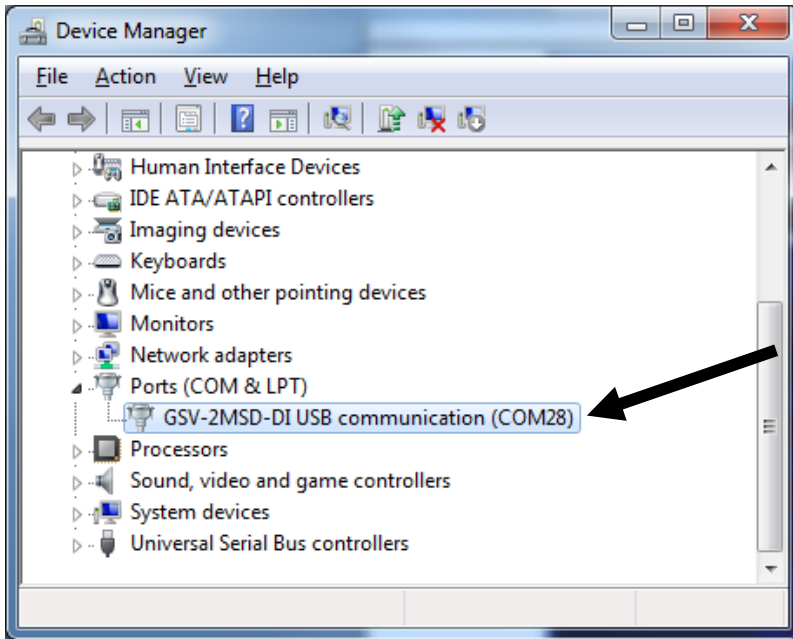 Device Manager
File Action View Help
Human Interface Devices
IDE ATA/ATAPI controllers
Imaging devices
Keyboards
Mice and other pointing devices
Monitors
Network adapters
Ports (COM & LPT)
GSV-2MSD-DI USB communication (COM28)
Processors
Sound, video and game controllers
System devices
Universal Serial Bus controllers